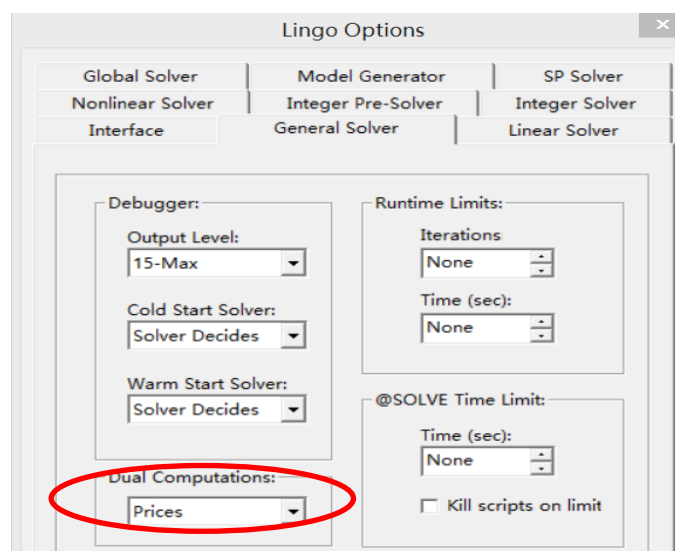 Lingo Options
Global Solver
Model Generator
SP Solver
Nonlinear Solver
Integer Pre-Solver
Integer Solver
Interface
General Solver
Linear Solver
Debugger:
Output Level:
15-Max
Cold Start Solver:
Solver Decides
Warm Start Solver:
Solver Decides
Dual Computations:
Prices
Runtime Limits:
Iterations
None
Time (sec):
None
@SOLVE Time Limit:
Time (sec):
None
Kill scripts on limit